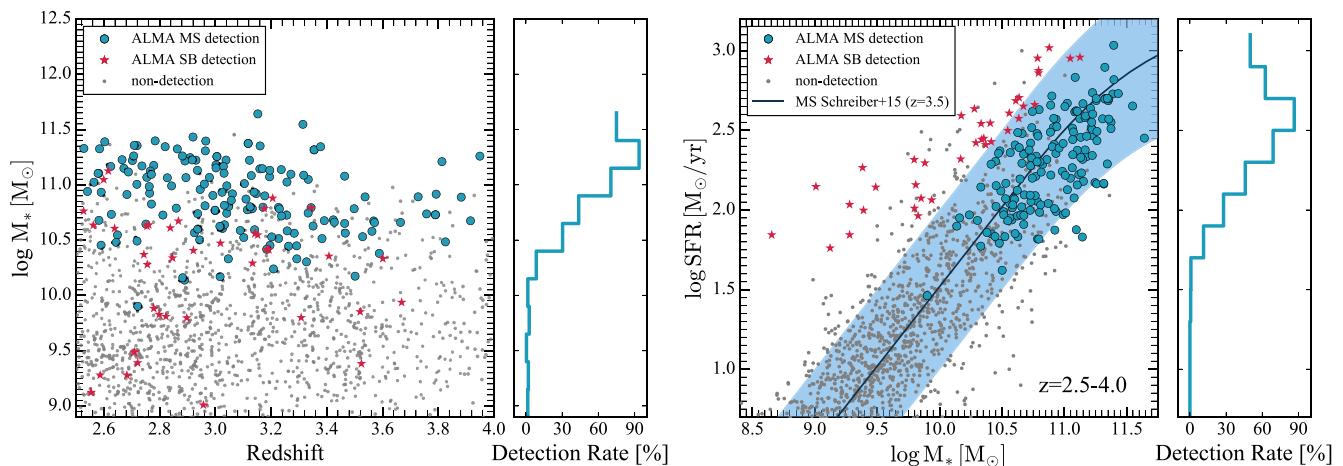 12.5
12.0
11.5
11.0
10.5
10.0
9.5
9.0
log M* [M⊙]
ALMA MS detection
ALMA SB detection
non-detection
2.6 2.8 3.0 3.2 3.4 3.6 3.8 4.0
Redshift
0 30 60 90
Detection Rate [%]
3.0
2.5
2.0
1.5
1.0
log SFR [M⊙/yr]
ALMA MS detection
ALMA SB detection
non-detection
MS Schreiber+15 (z=3.5)
z=2.5-4.0
8.5 9.0 9.5 10.0 10.5 11.0 11.5
log M* [M⊙]
0 30 60 90
Detection Rate [%]